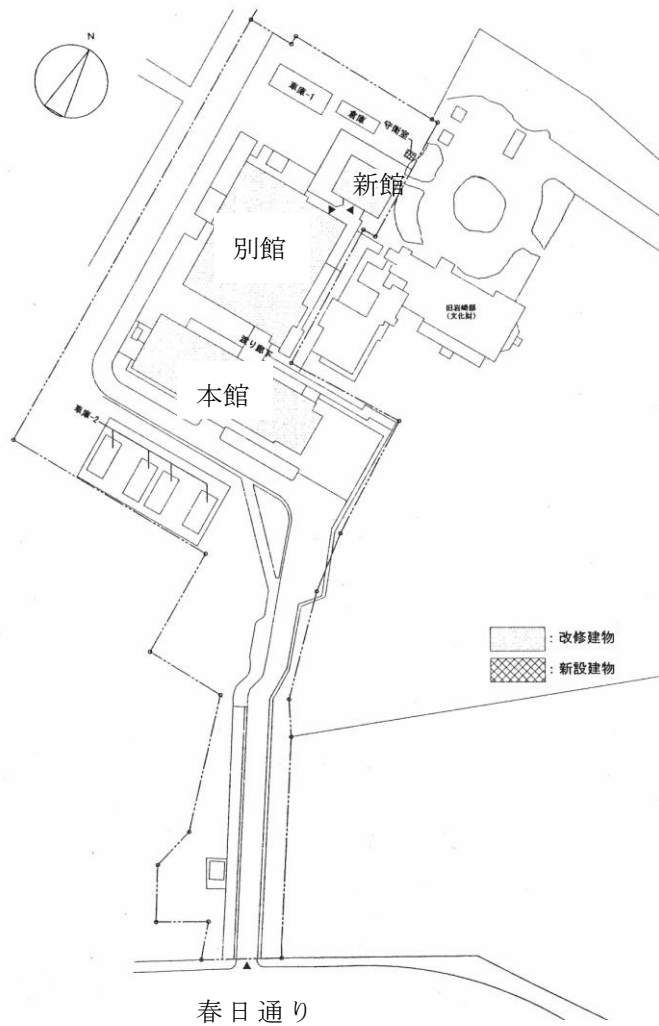 N
車庫-1
倉庫
守衛室
新館
別館
旧岩崎邸
(文化財)
渡り廊下
本館
車庫-2
：改修建物
：新設建物
春日通り